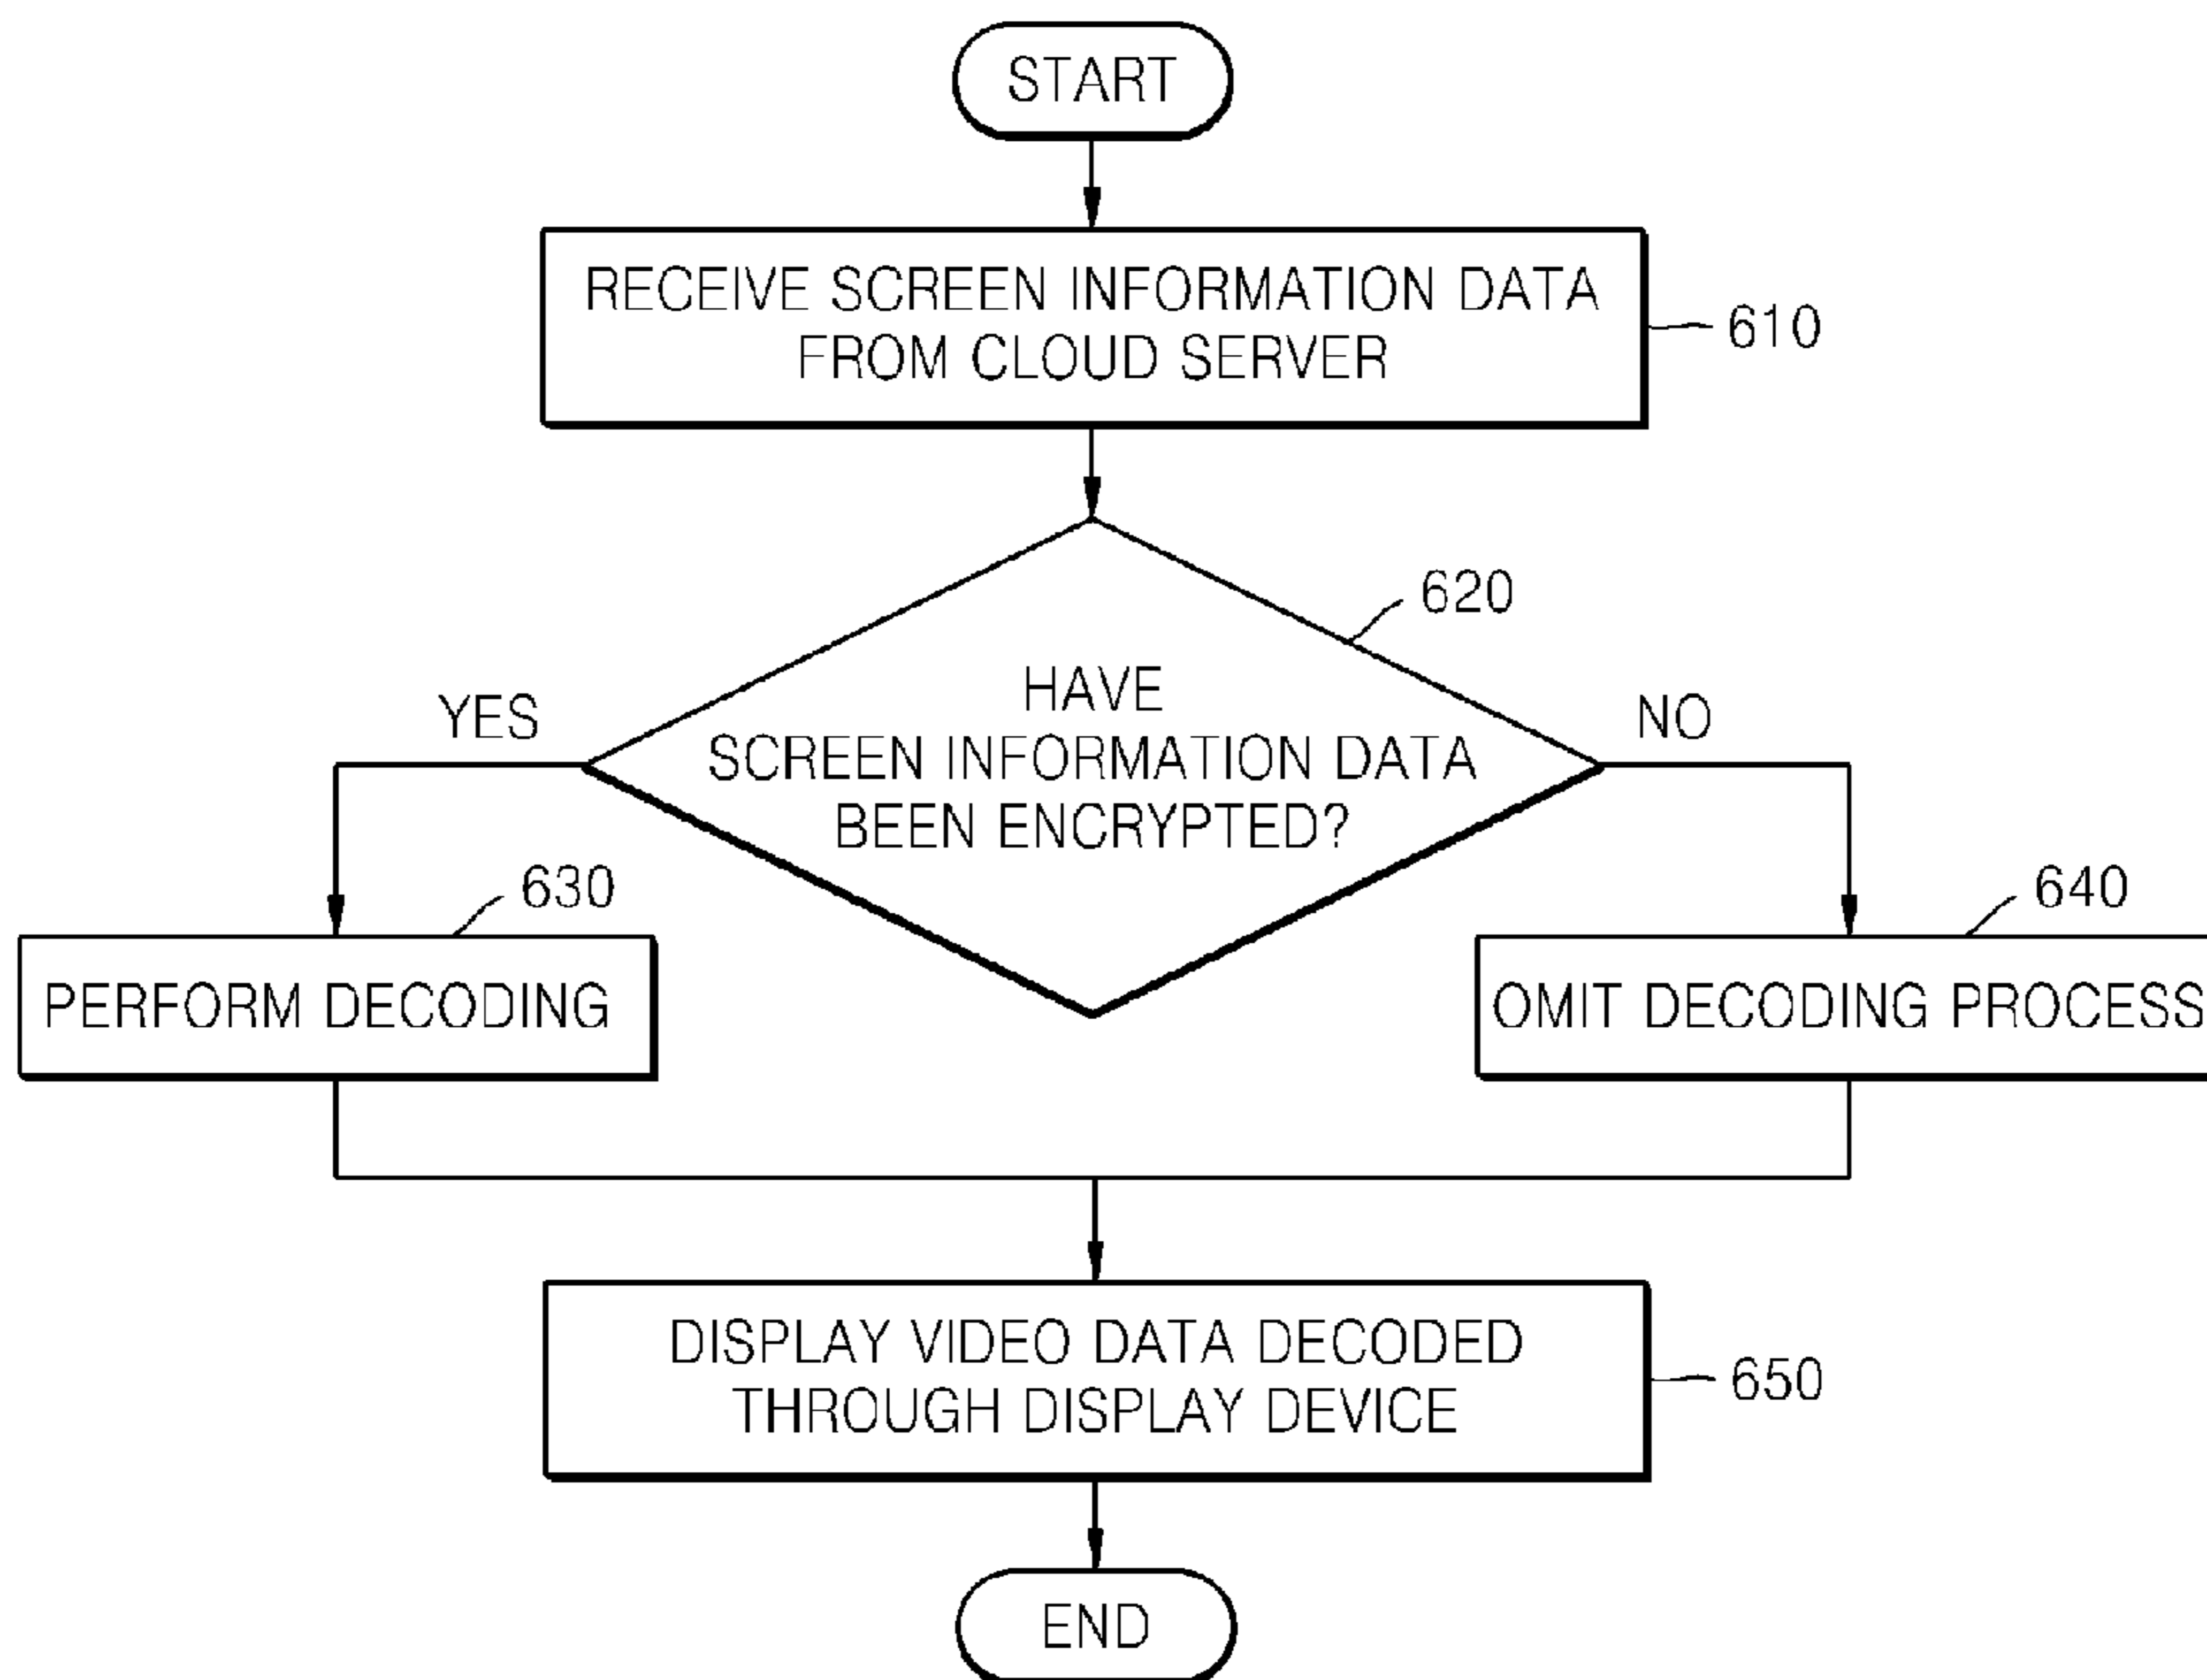 START
RECEIVE SCREEN INFORMATION DATA
FROM CLOUD SERVER
610
620
HAVE
SCREEN INFORMATION DATA
BEEN ENCRYPTED?
YES
NO
630
640
PERFORM DECODING
OMIT DECODING PROCESS
DISPLAY VIDEO DATA DECODED
THROUGH DISPLAY DEVICE
650
END